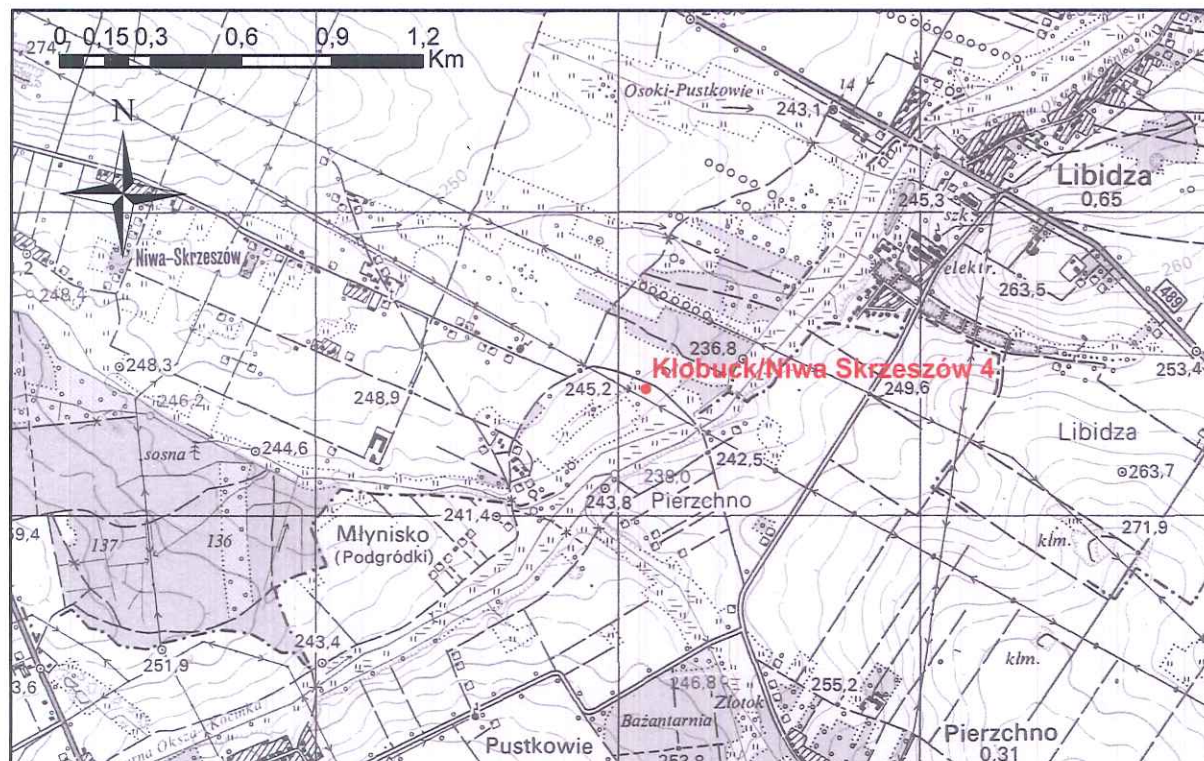 0 0,15 0,3 0,6 0,9 1,2
Km
274,7
N
Osoki-Pustkowie
14
243,1
250
Libidza
0,65
245,3
szk.
Niwa-Skrzeszów
elektr.
263,5
260
489
248,4
248,3
236,8
Kłobuck/Niwa Skrzeszów 4
245,2
249,6
253,4
246,2
248,9
Libidza
sosna
244,6
242,5
263,7
239,0
243,8
Pierzchno
241,4
271,9
137
136
Młynisko
(Podgródki)
kłm.
243,4
251,9
kłm.
246,8
255,2
Złotok
Bażantarnia
Pierzchno
0,31
Pustkowie